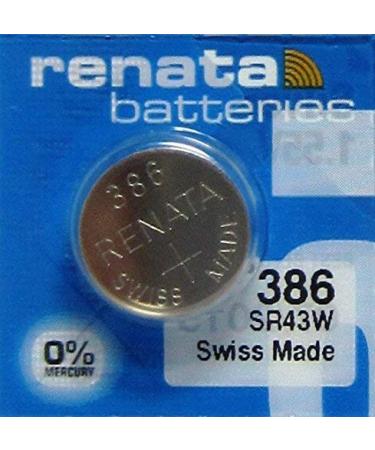 renata
batteries
386
RENATA
+
SWISS MADE
386
SR43W
Swiss Made
0%
MERCURY